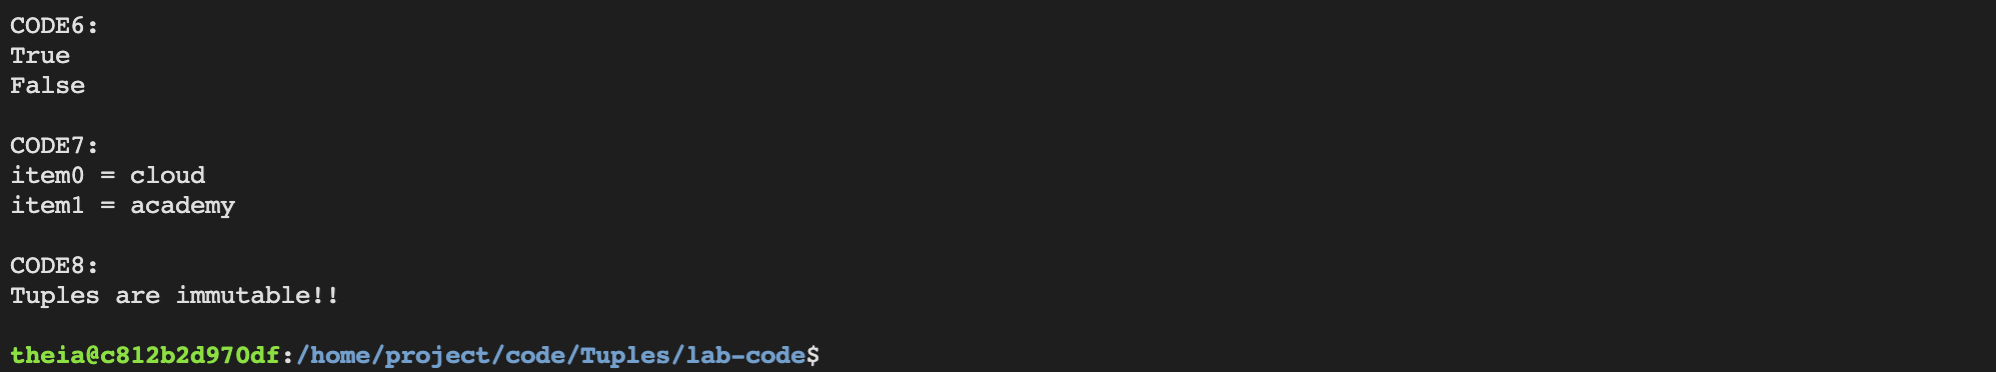 CODE6:
True
False
CODE7:
item0 = cloud
item1 = academy
CODE8:
Tuples are immutable!!
theia@c812b2d970df:/home/project/code/Tuples/lab-code$